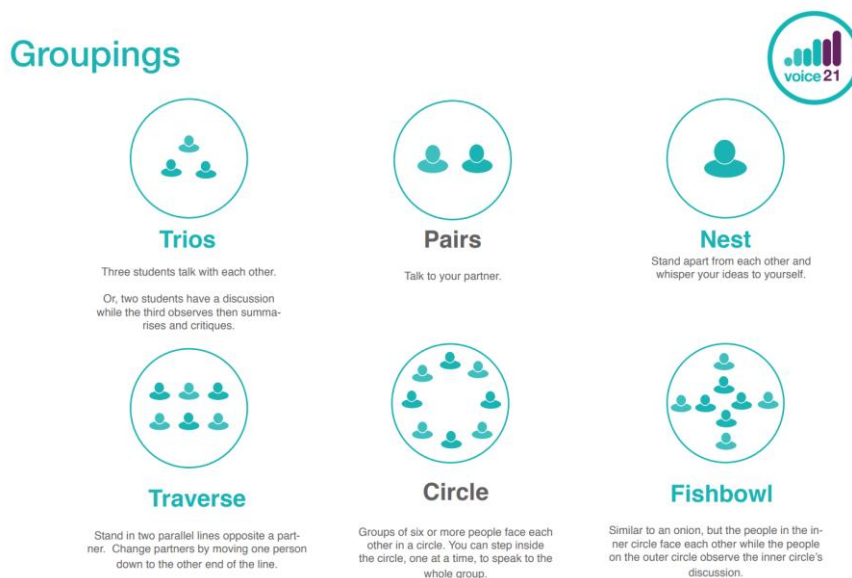 Groupings
voice 21
Trios
Three students talk with each other.
Or, two students have a discussion
while the third observes then summa-
rises and critiques.
Pairs
Talk to your partner.
Nest
Stand apart from each other and
whisper your ideas to yourself.
Traverse
Stand in two parallel lines opposite a part-
ner. Change partners by moving one person
down to the other end of the line.
Circle
Groups of six or more people face each
other in a circle. You can step inside
the circle, one at a time, to speak to the
whole group.
Fishbowl
Similar to an onion, but the people in the in-
ner circle face each other while the people
on the outer circle observe the inner circle's
discussion.